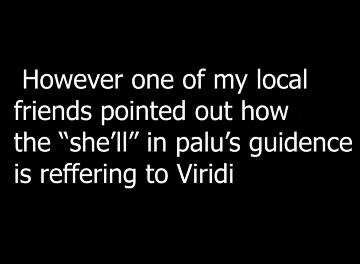 However one of my local
friends pointed out how
the “she’ll” in palu’s guidence
is reffering to Viridi